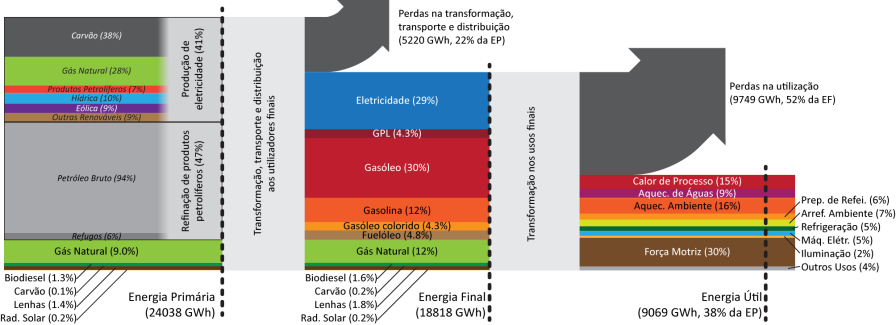 Carvão (38%)
Gás Natural (28%)
Produtos Petrolíferos (7%)
Hídrica (10%)
Eólica (9%)
Outras Renováveis (9%)
Produção de
eletricidade (41%)
Petróleo Bruto (94%)
Refugos (6%)
Refinação de produtos
petrolíferos (47%)
Gás Natural (9.0%)
Biodiesel (1.3%)
Carvão (0.1%)
Lenhas (1.4%)
Rad. Solar (0.2%)
Energia Primária
(24038 GWh)
Transformação, transporte e distribuição
aos utilizadores finais
Perdas na transformação,
transporte e distribuição
(5220 GWh, 22% da EP)
Eletricidade (29%)
GPL (4.3%)
Gasóleo (30%)
Gasolina (12%)
Gasóleo colorido (4.3%)
Fuelóleo (4.8%)
Gás Natural (12%)
Biodiesel (1.6%)
Carvão (0.2%)
Lenhas (1.8%)
Rad. Solar (0.2%)
Energia Final
(18818 GWh)
Transformação nos usos finais
Perdas na utilização
(9749 GWh, 52% da EF)
Calor de Processo (15%)
Aquec. de Águas (9%)
Aquec. Ambiente (16%)
Força Motriz (30%)
Prep. de Refei. (6%)
Arref. Ambiente (7%)
Refrigeração (5%)
Máq. Elétr. (5%)
Iluminação (2%)
Outros Usos (4%)
Energia Útil
(9069 GWh, 38% da EP)